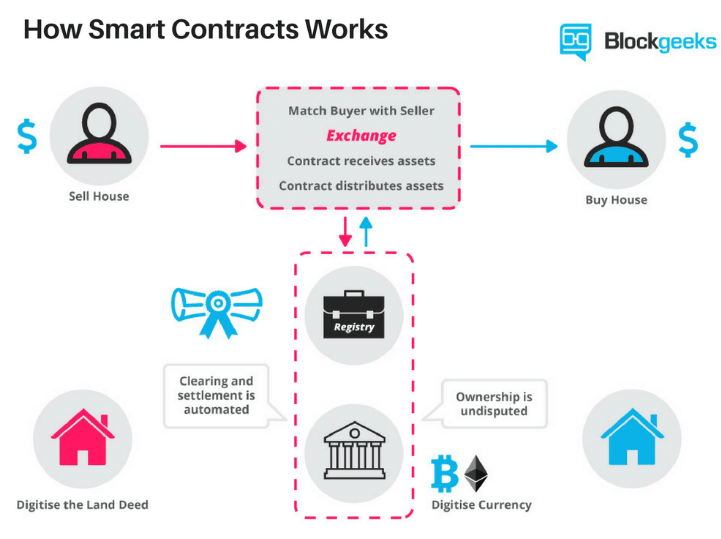 How Smart Contracts Works
Blockgeeks
Match Buyer with Seller
Exchange
Contract receives assets
Contract distributes assets
$
Sell House
$
Buy House
Registry
Clearing and
settlement is
automated
Ownership is
undisputed
Digitise the Land Deed
Digitise Currency